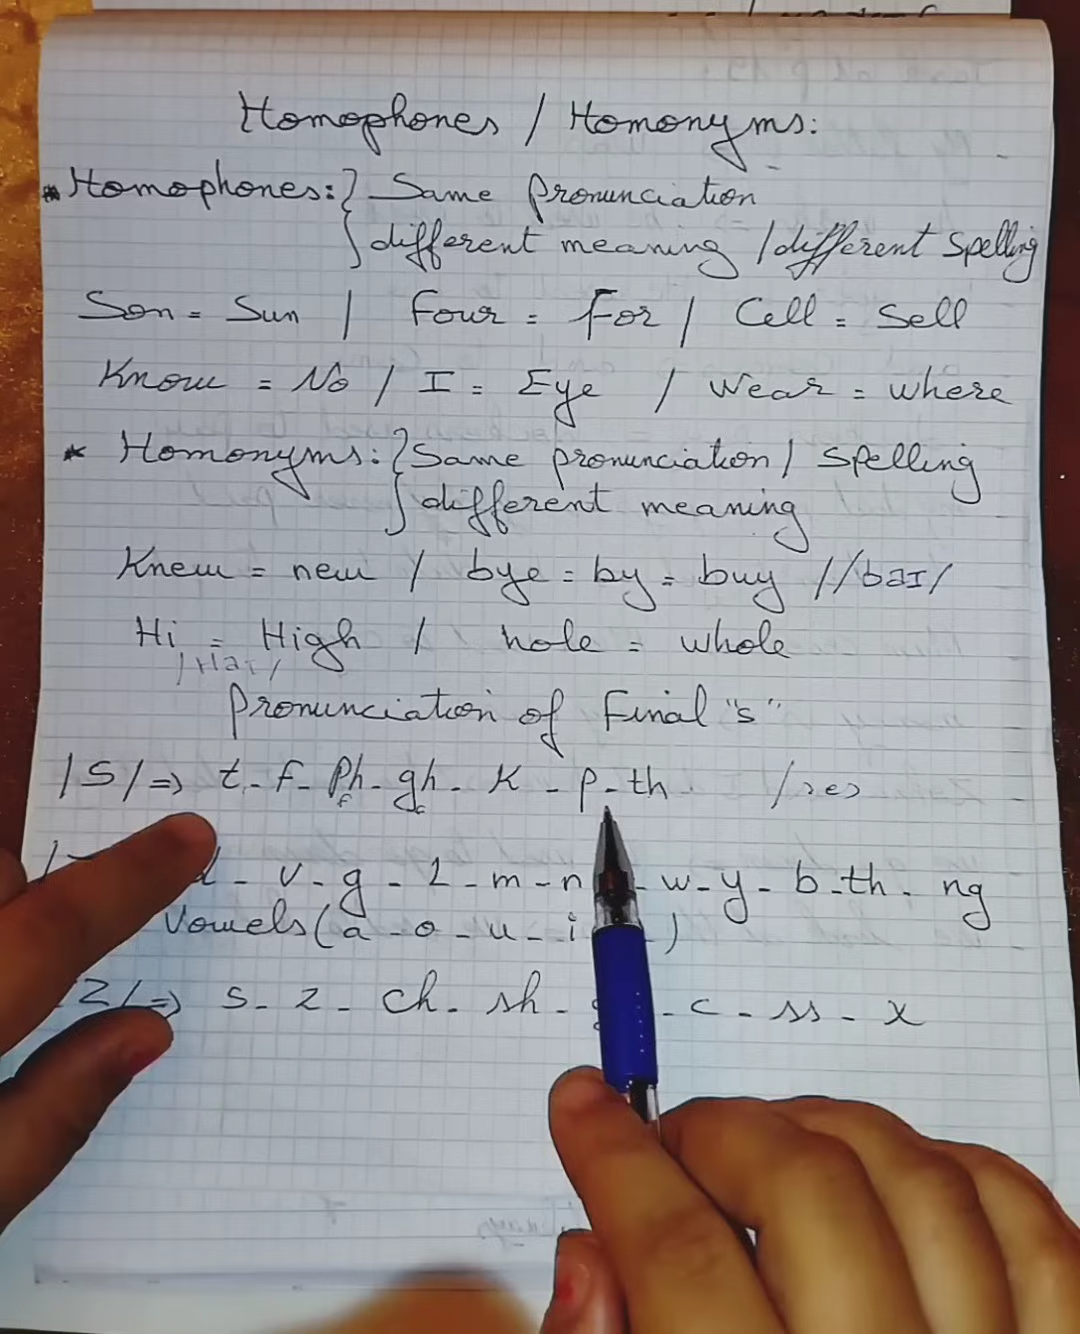 Homophones / Homonyms:
* Homophones: } Same pronunciation
different meaning / different spelling
Son = Sun / Four = For / Cell = Sell
Know = No / I = Eye / Wear = where
* Homonyms: } Same pronunciation / spelling
different meaning
Knew = new / bye = by = buy //baI/
Hi = High / hole = whole
/HaI/
Pronunciation of Final "s"
/S/ => t - f - Ph - gh - K - p - th
f f
d - v - g - l - m - n - w - y - b - th - ng
Vowels (a - o - u - i - )
Z/ => s - z - ch - sh - - c - ss - x